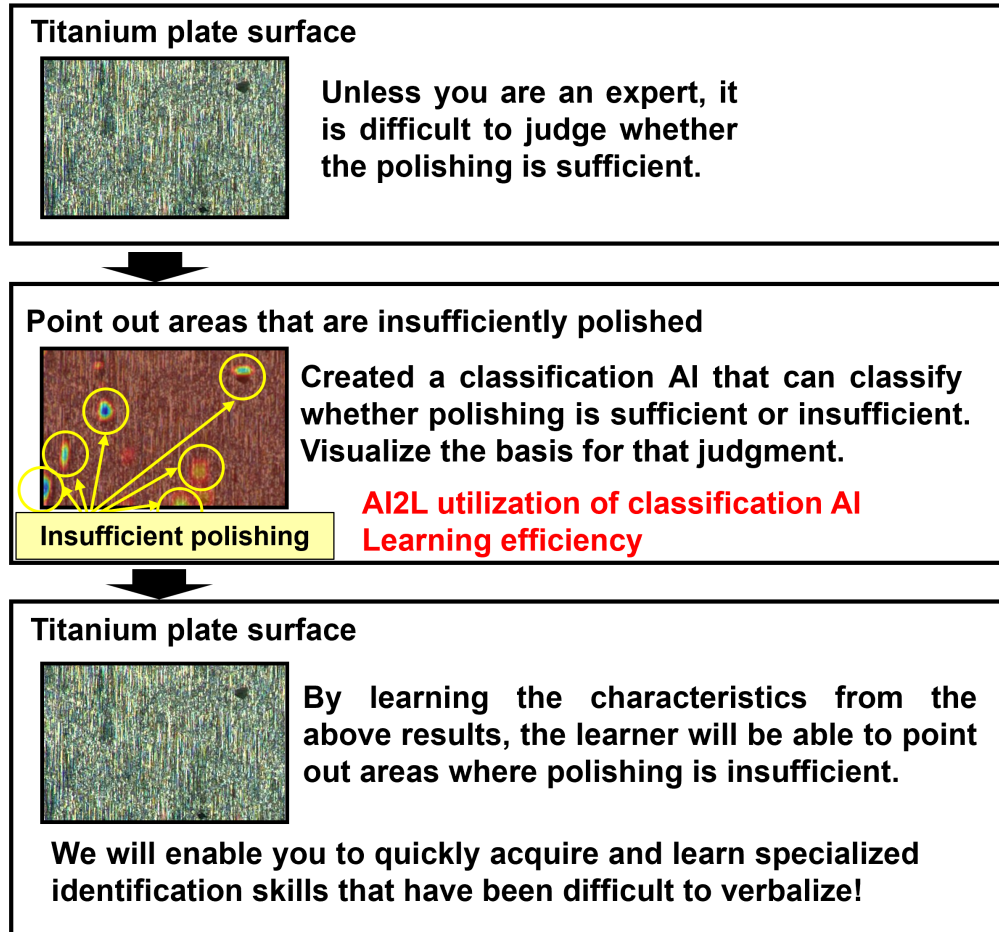 Titanium plate surface
Unless you are an expert, it
is difficult to judge whether
the polishing is sufficient.
Point out areas that are insufficiently polished
Created a classification AI that can classify
whether polishing is sufficient or insufficient.
Visualize the basis for that judgment.
Insufficient polishing
AI2L utilization of classification AI
Learning efficiency
Titanium plate surface
By learning the characteristics from the
above results, the learner will be able to point
out areas where polishing is insufficient.
We will enable you to quickly acquire and learn specialized
identification skills that have been difficult to verbalize!